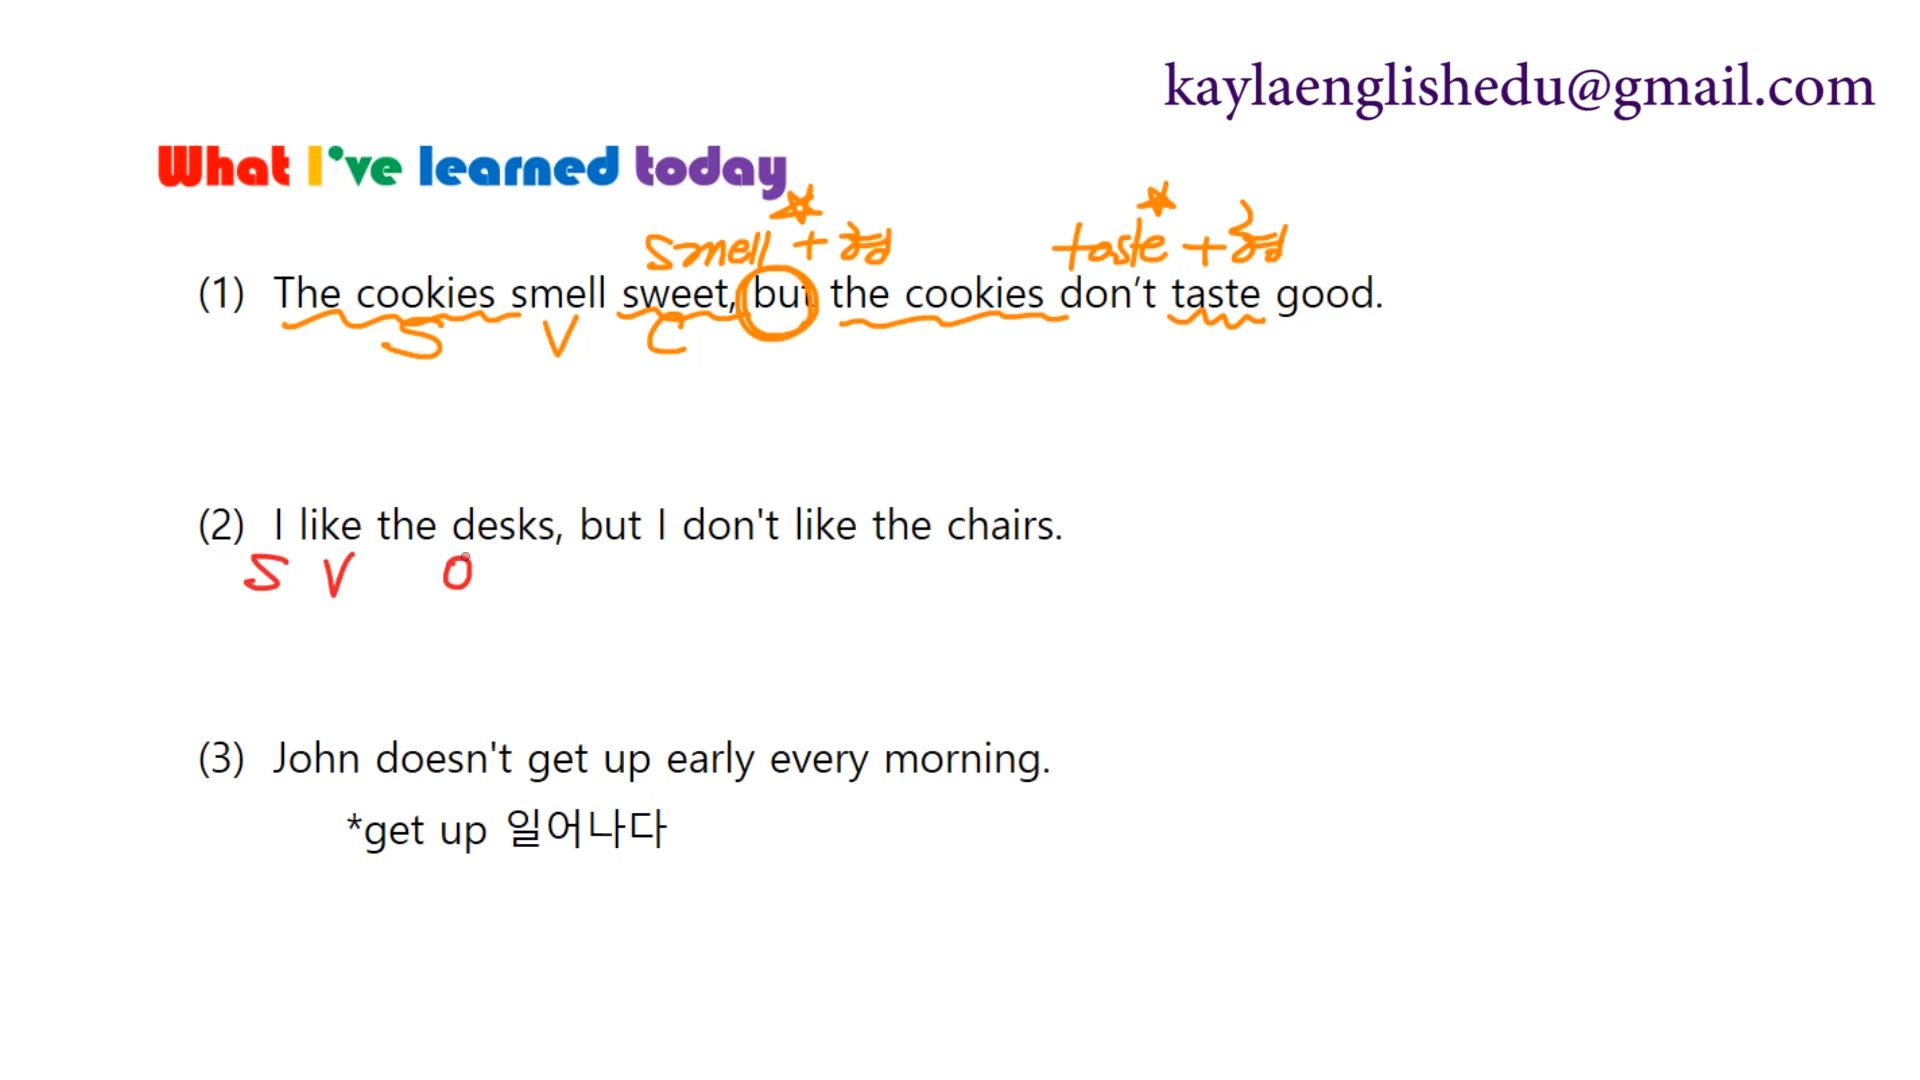 kaylaenglishedu@gmail.com
What I've learned today
smell + 형 taste + 형
(1) The cookies smell sweet, but the cookies don't taste good.
S V C
(2) I like the desks, but I don't like the chairs.
S V O
(3) John doesn't get up early every morning.
*get up 일어나다